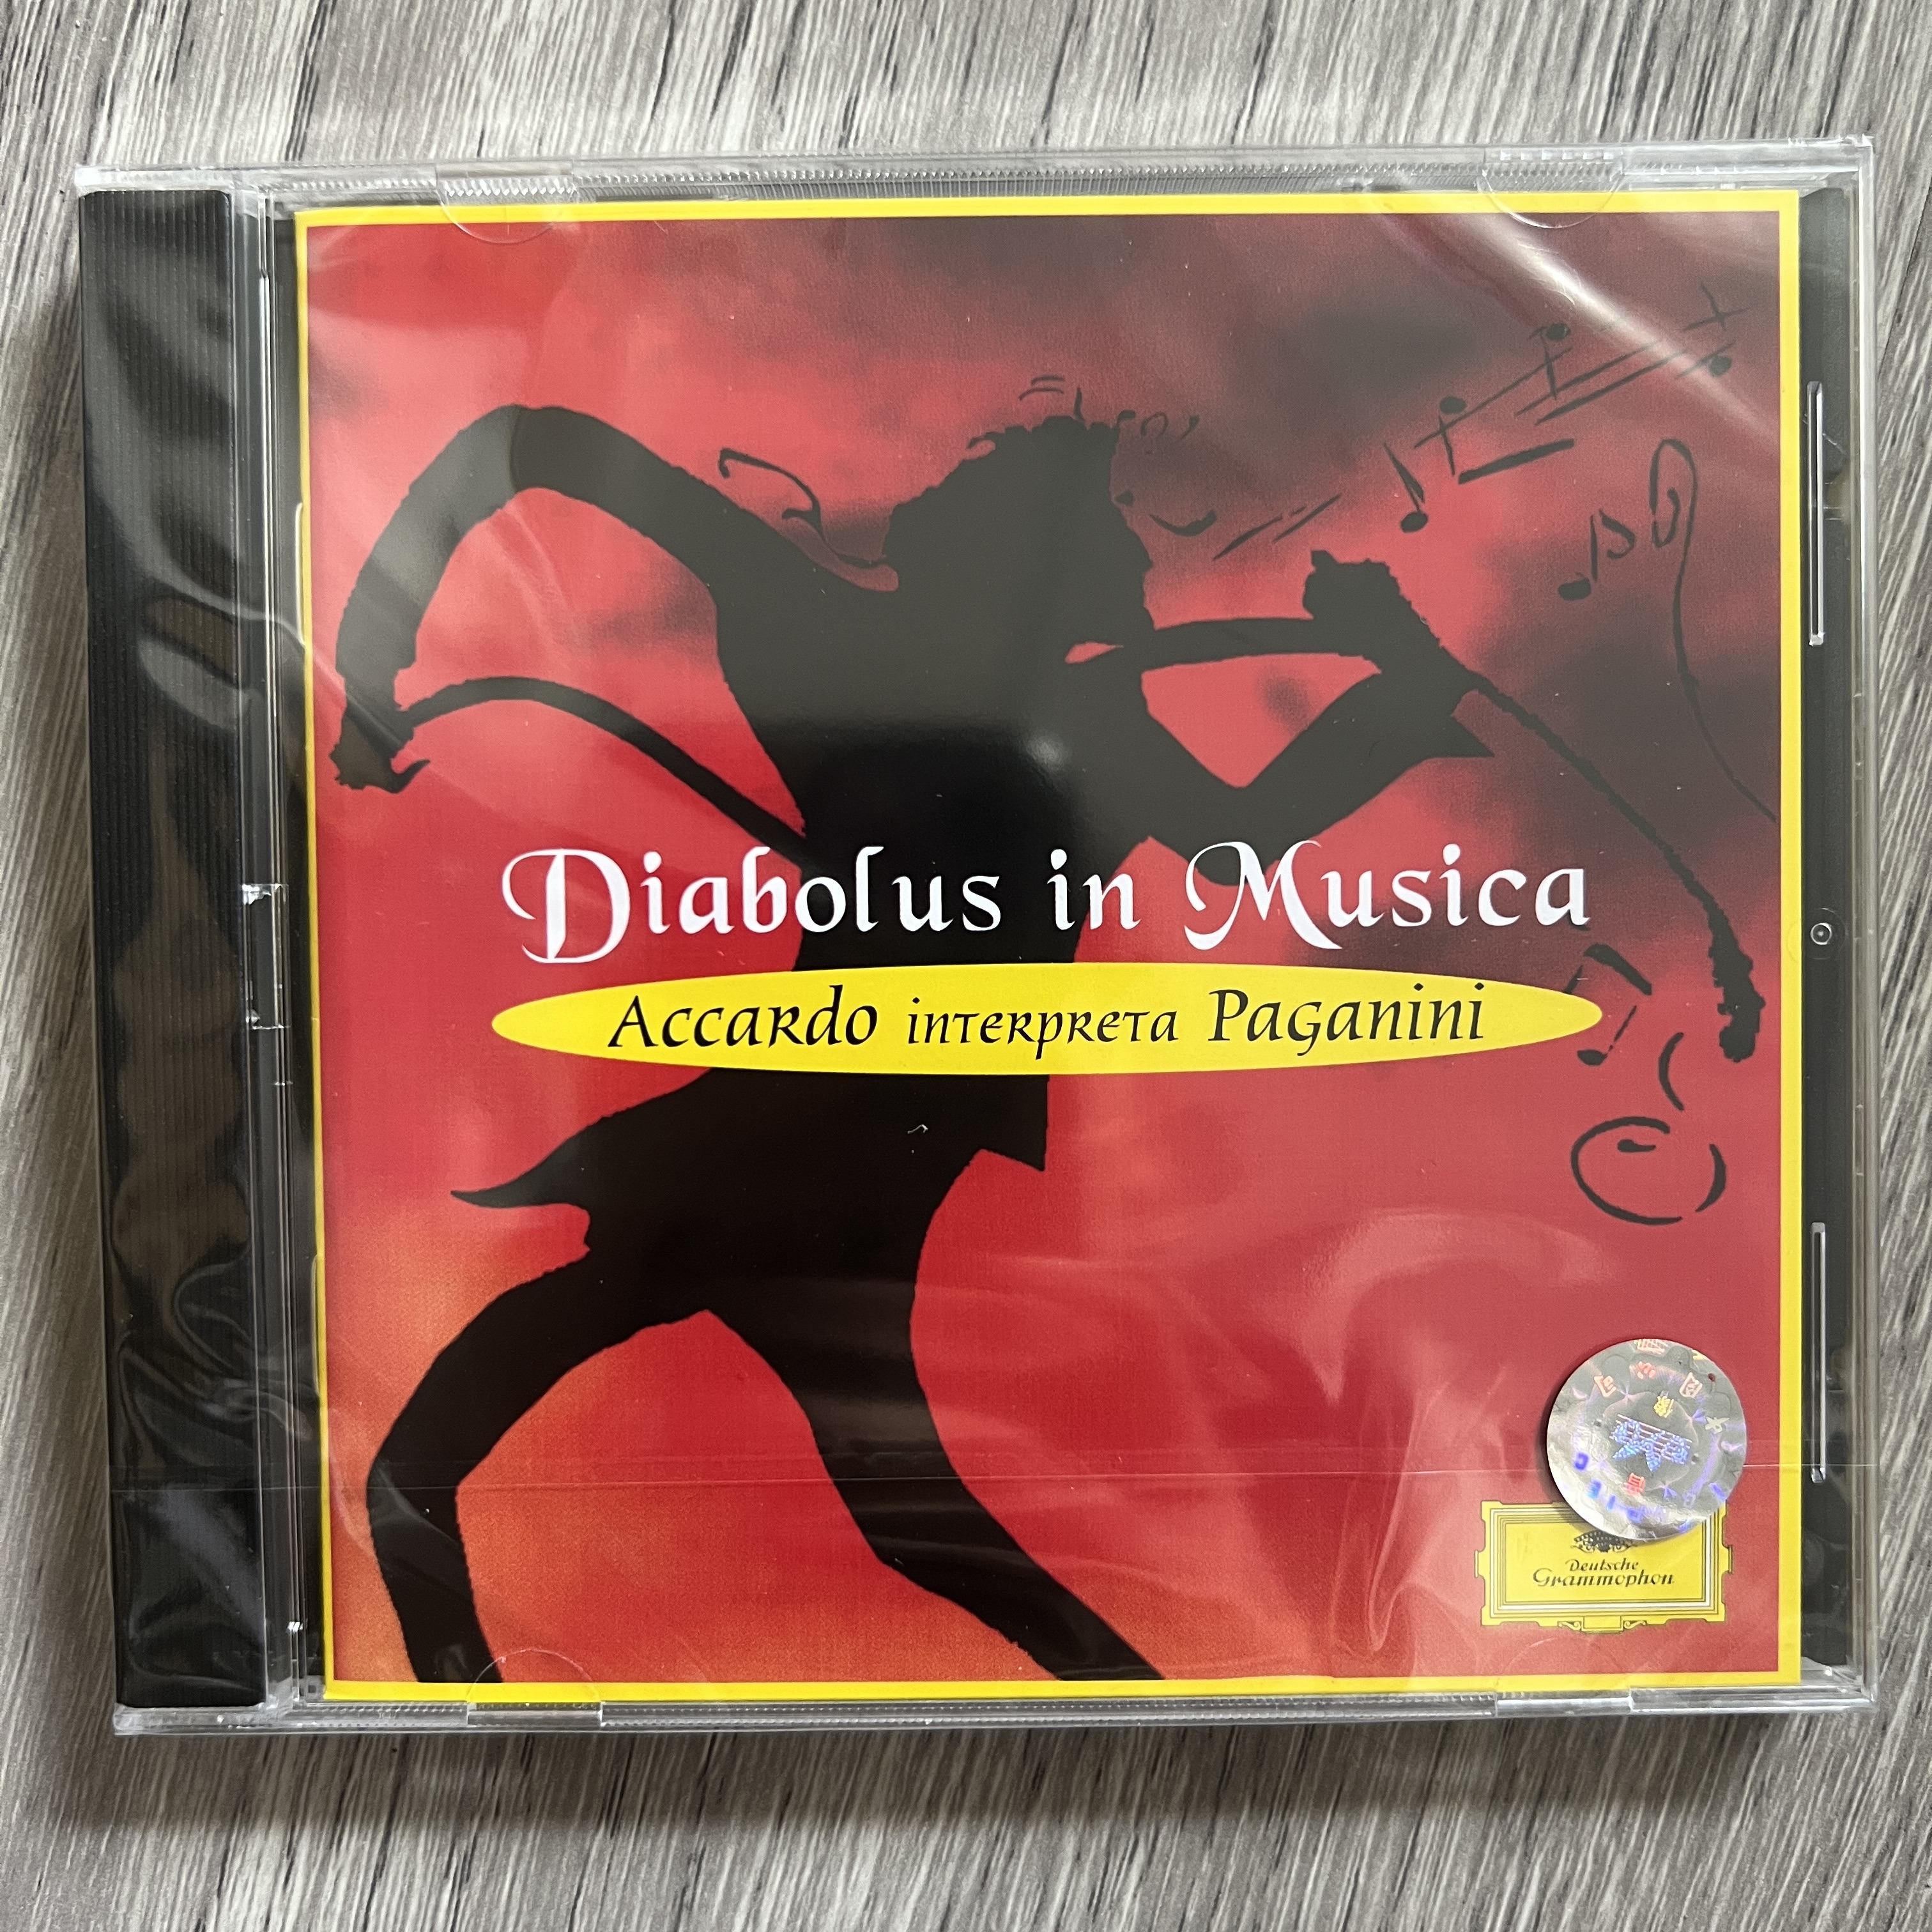 Diabolus in Musica
Accardo interpreta Paganini
Deutsche
Grammophon